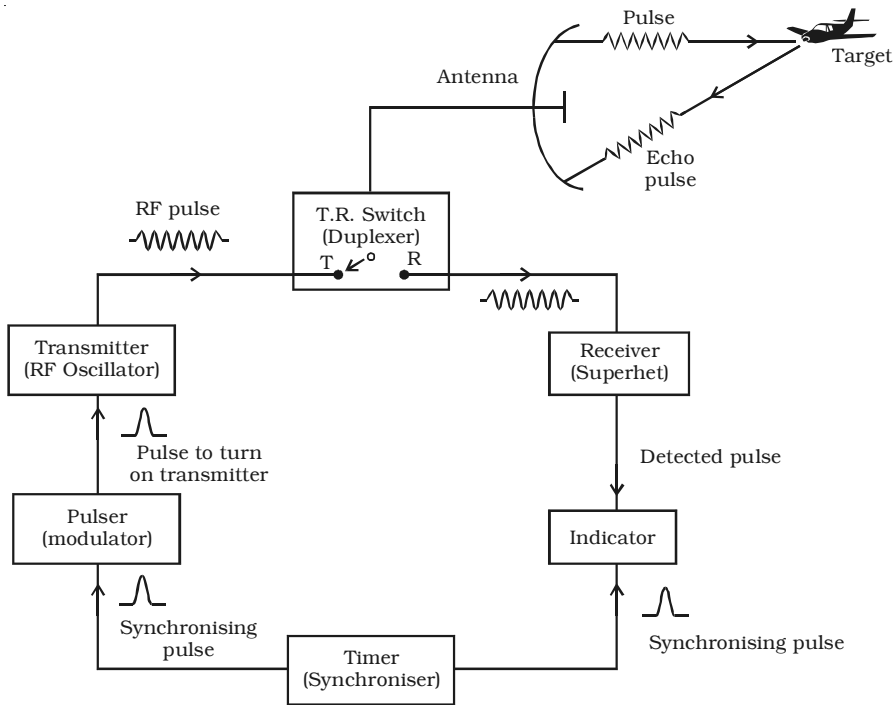 Pulse
Target
Antenna
Echo
pulse
RF pulse
T.R. Switch
(Duplexer)
T
R
Transmitter
(RF Oscillator)
Receiver
(Superhet)
Pulse to turn
on transmitter
Detected pulse
Pulser
(modulator)
Indicator
Synchronising
pulse
Synchronising pulse
Timer
(Synchroniser)